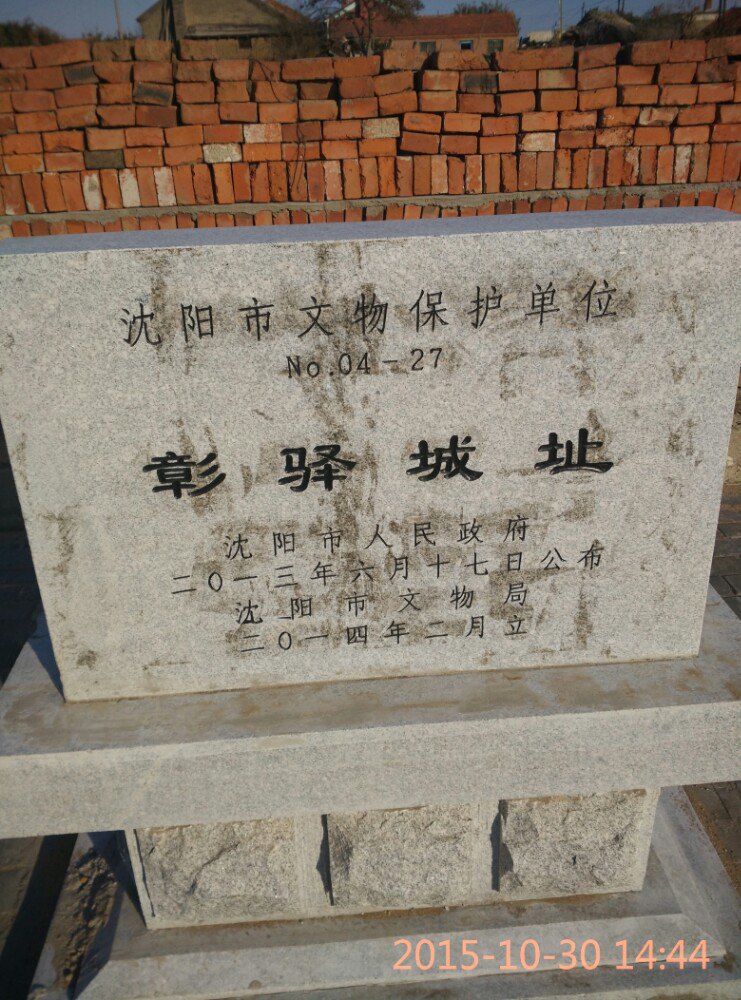 沈阳市文物保护单位
No.04-27
彰驿城址
沈阳市人民政府
二〇一三年六月十七日公布
沈阳市文物局
二〇一四年二月立
2015-10-30 14:44